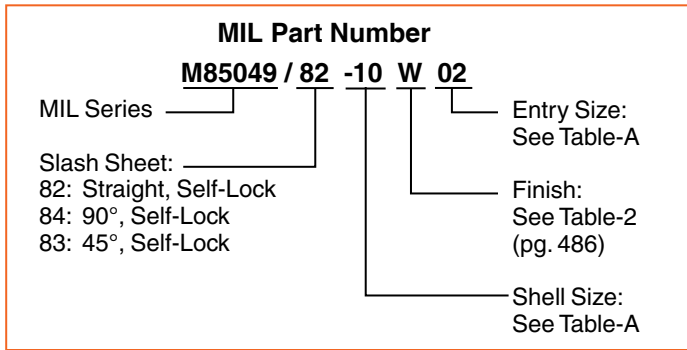 MIL Part Number
M85049 / 82 -10 W 02
MIL Series
Slash Sheet:
82: Straight, Self-Lock
84: 90°, Self-Lock
83: 45°, Self-Lock
Entry Size:
See Table-A
Finish:
See Table-2
(pg. 486)
Shell Size:
See Table-A